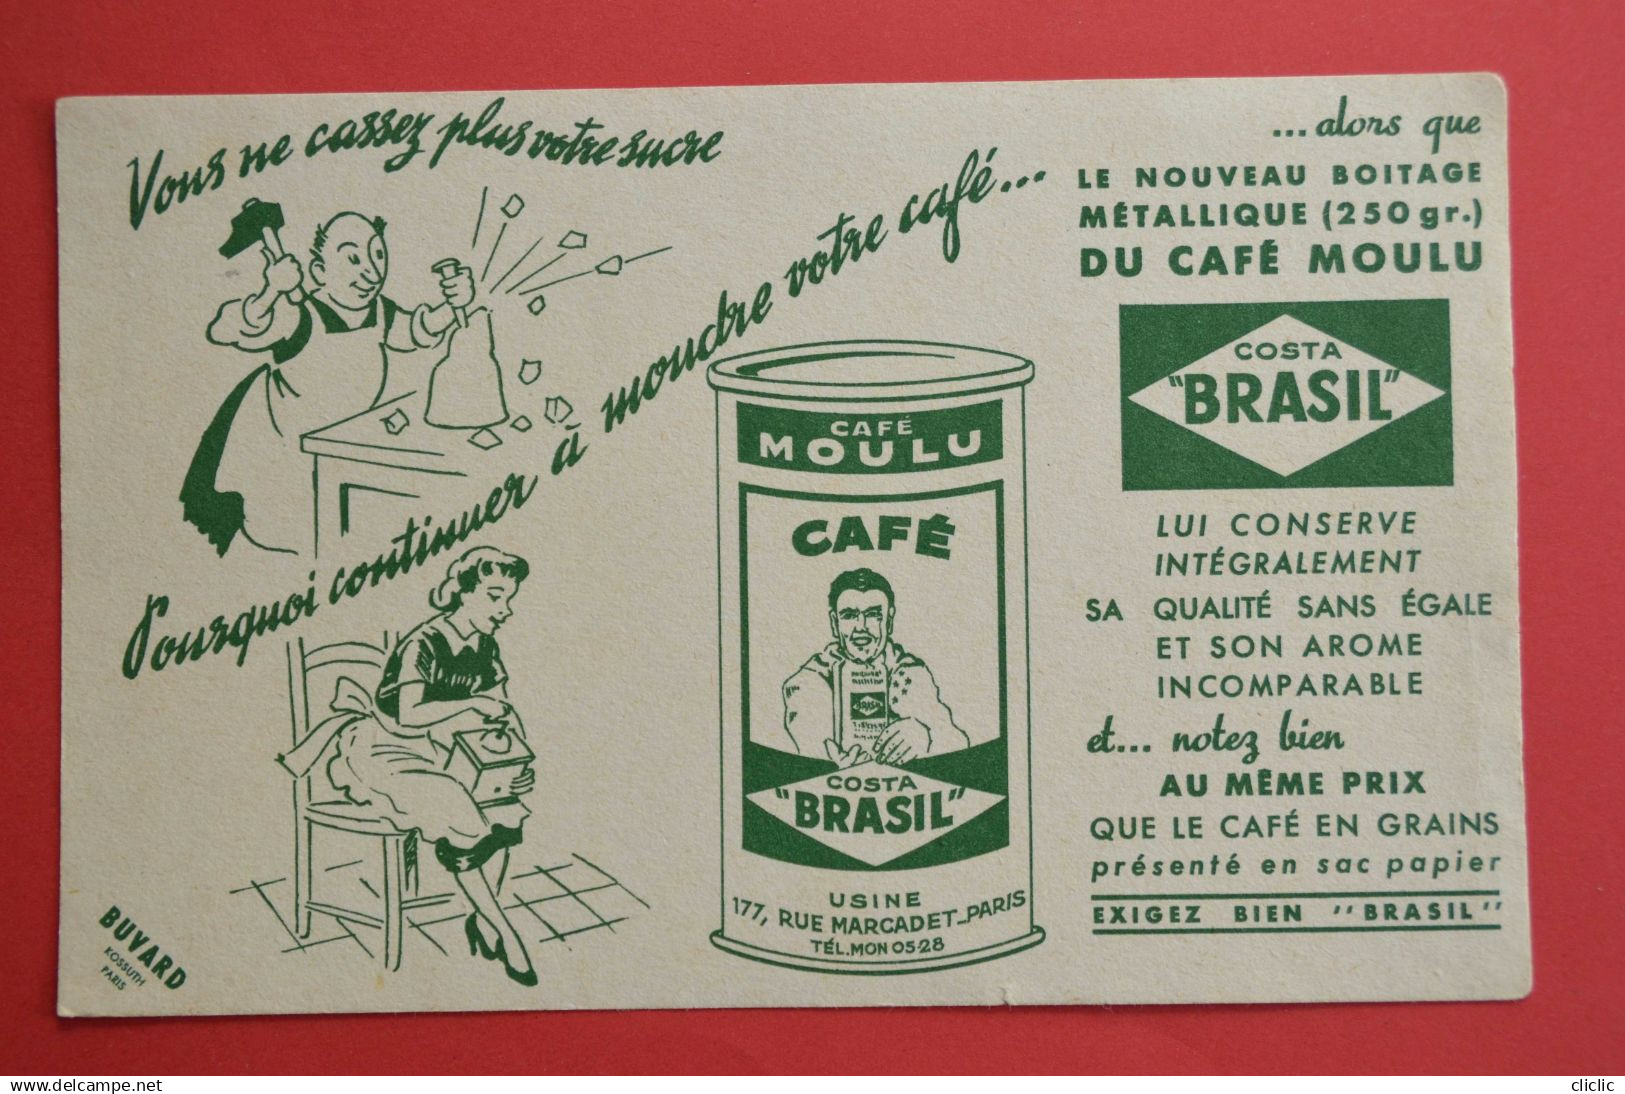 Vous ne cassez plus votre sucre
Pourquoi continuer à moudre votre café...
...alors que
LE NOUVEAU BOITAGE
MÉTALLIQUE (250 gr.)
DU CAFÉ MOULU
COSTA
"BRASIL"
LUI CONSERVE
INTÉGRALEMENT
SA QUALITÉ SANS ÉGALE
ET SON AROME
INCOMPARABLE
et... notez bien
AU MÊME PRIX
QUE LE CAFÉ EN GRAINS
présenté en sac papier
EXIGEZ BIEN "BRASIL"
CAFÉ
MOULU
CAFÉ
BRASIL
COSTA
"BRASIL"
USINE
177, RUE MARCADET_PARIS
TÉL.MON 05-28
BUVARD
KOSSUTH
PARIS
www.delcampe.net
cliclic